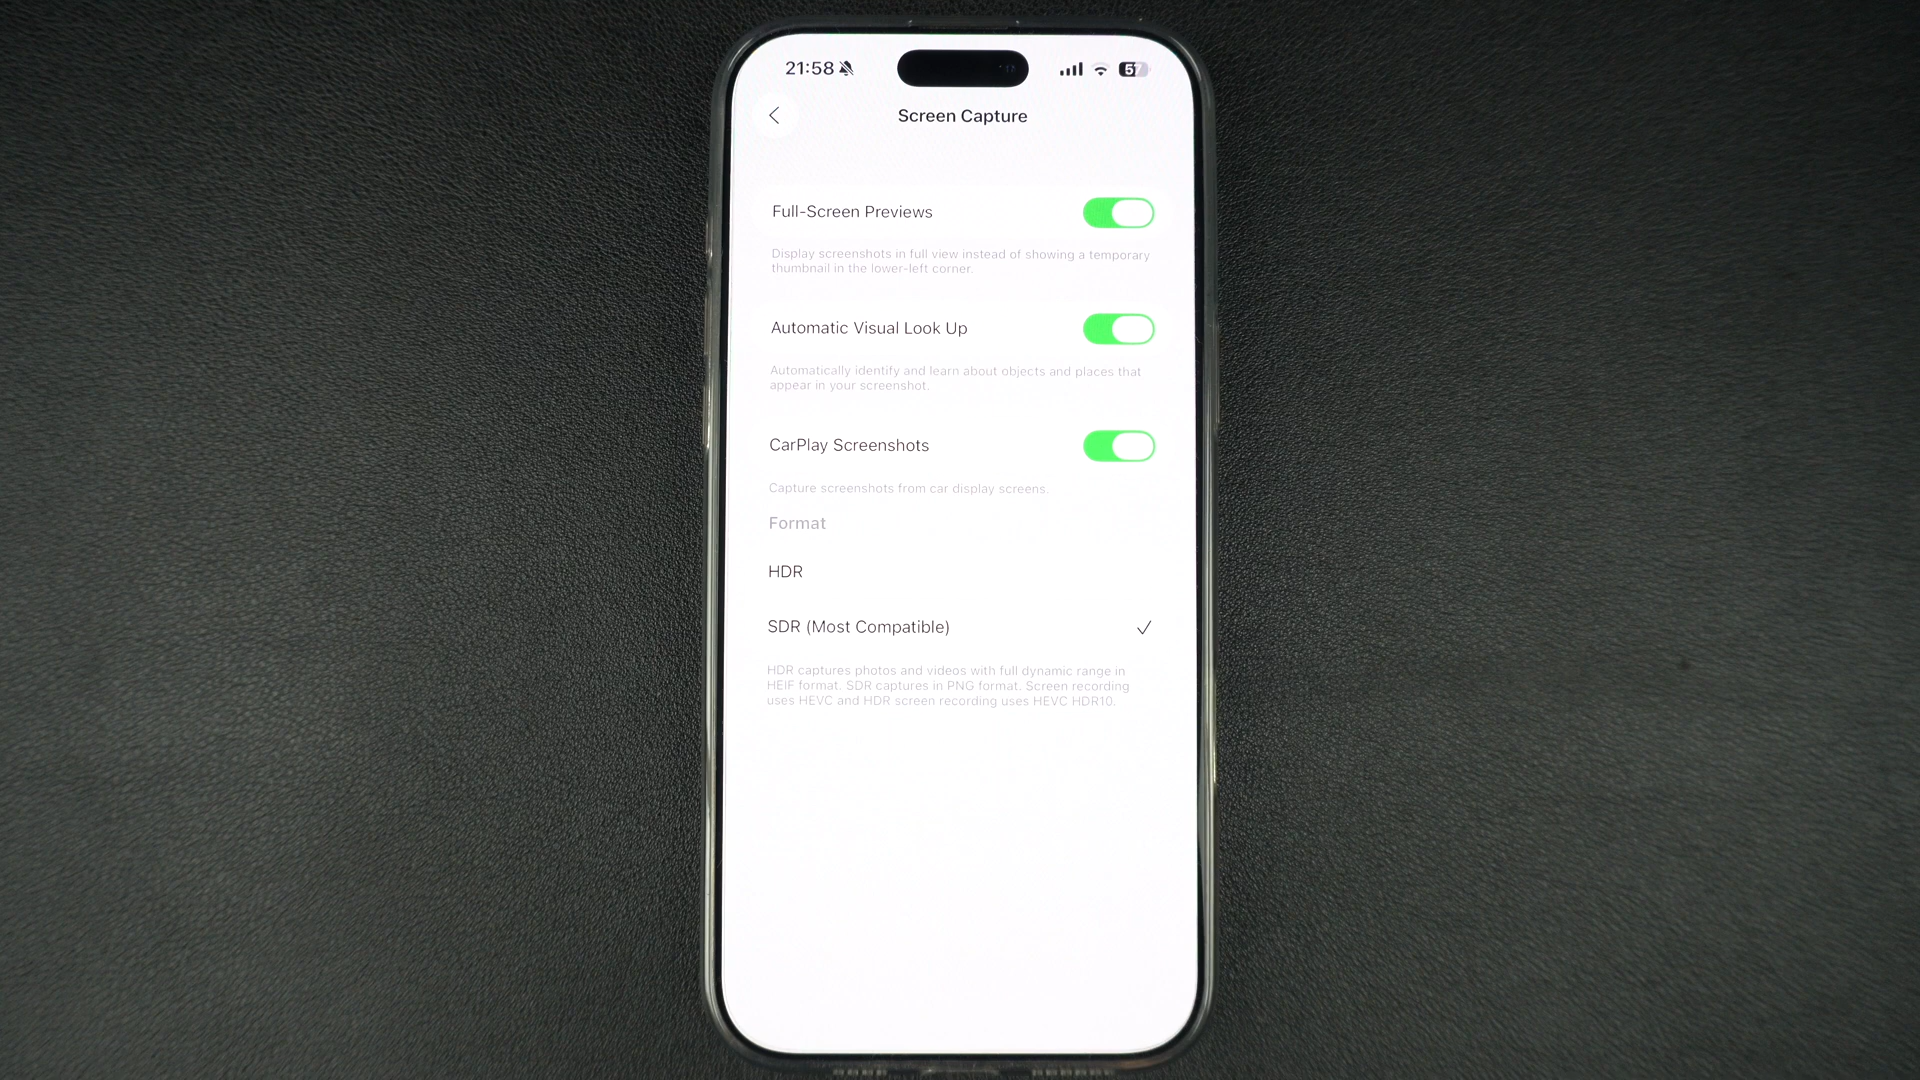 21:58
57
Screen Capture
Full-Screen Previews
Display screenshots in full view instead of showing a temporary
thumbnail in the lower-left corner.
Automatic Visual Look Up
Automatically identify and learn about objects and places that
appear in your screenshot.
CarPlay Screenshots
Capture screenshots from car display screens.
Format
HDR
SDR (Most Compatible)
HDR captures photos and videos with full dynamic range in
HEIF format. SDR captures in PNG format. Screen recording
uses HEVC and HDR screen recording uses HEVC HDR10.